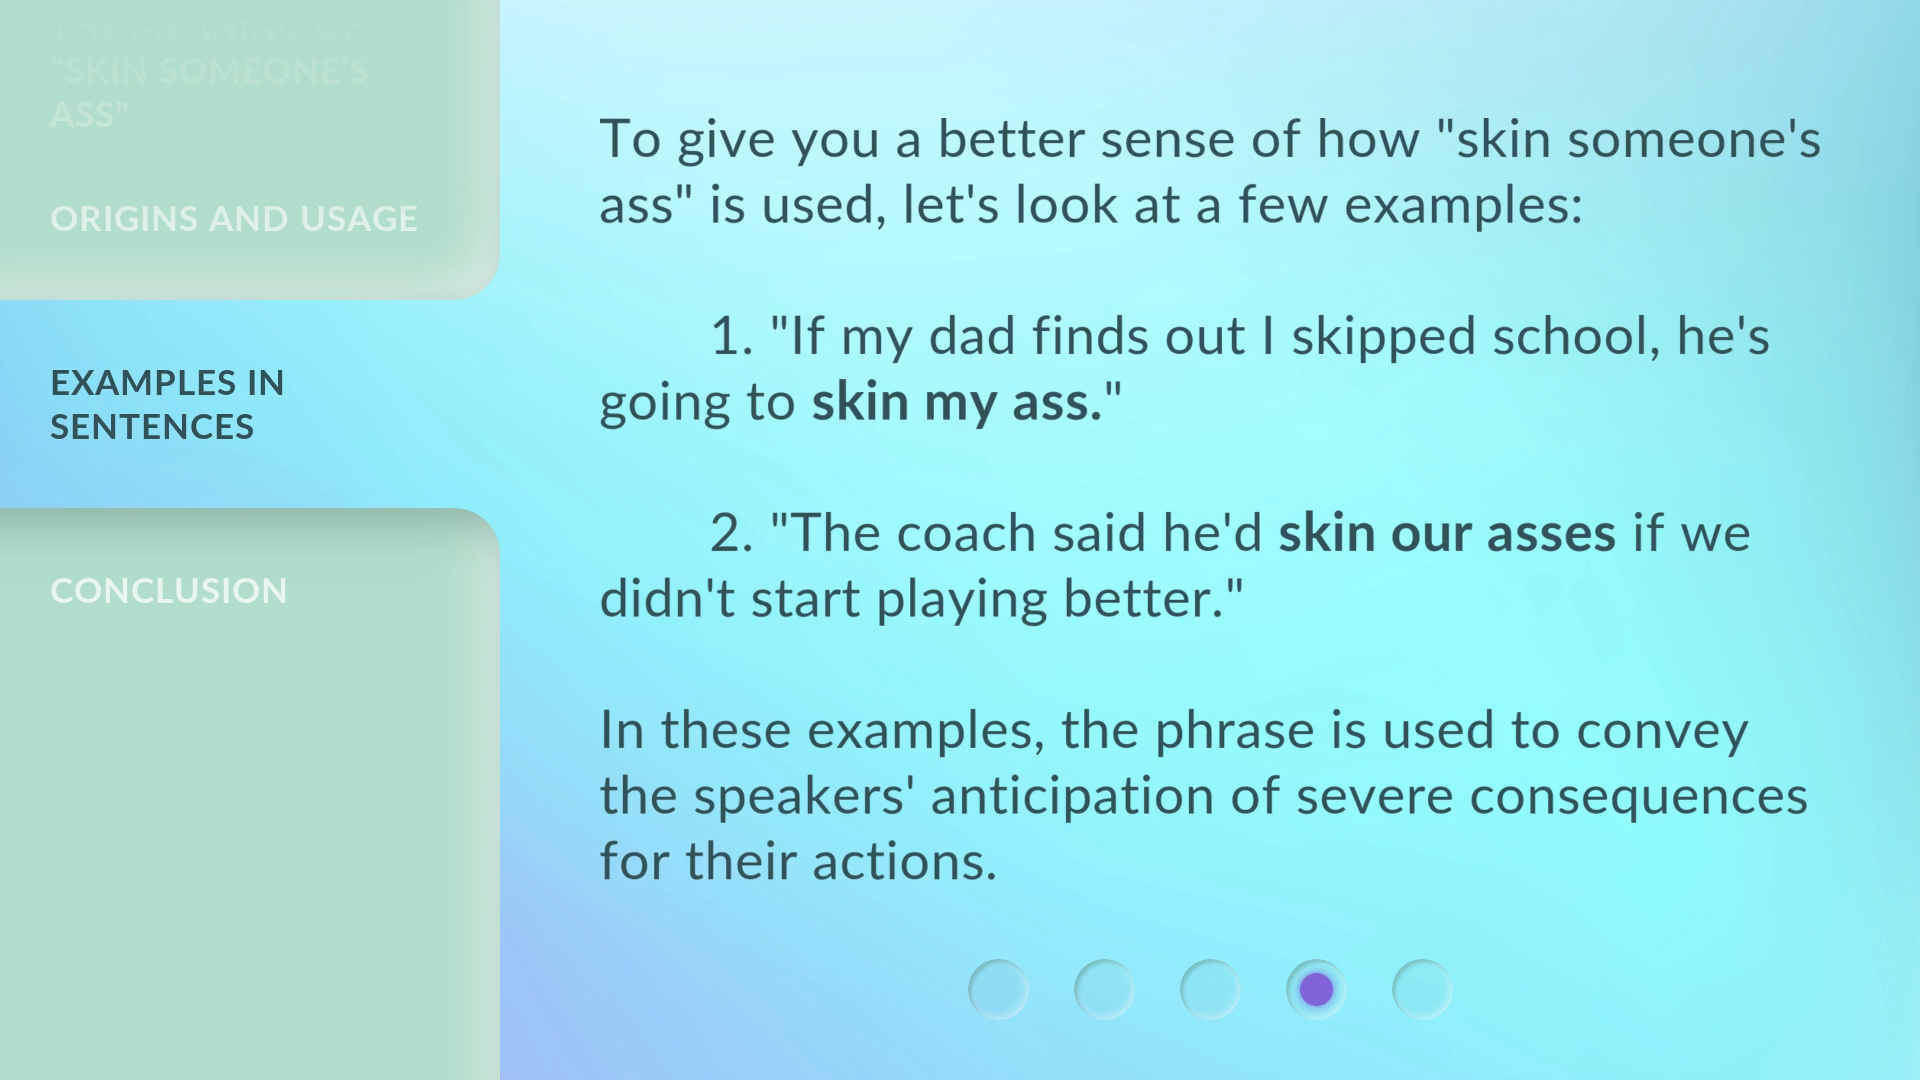 THE MEANING OF
"SKIN SOMEONE'S
ASS"
ORIGINS AND USAGE
EXAMPLES IN
SENTENCES
CONCLUSION
To give you a better sense of how "skin someone's
ass" is used, let's look at a few examples:
1. "If my dad finds out I skipped school, he's
going to skin my ass."
2. "The coach said he'd skin our asses if we
didn't start playing better."
In these examples, the phrase is used to convey
the speakers' anticipation of severe consequences
for their actions.